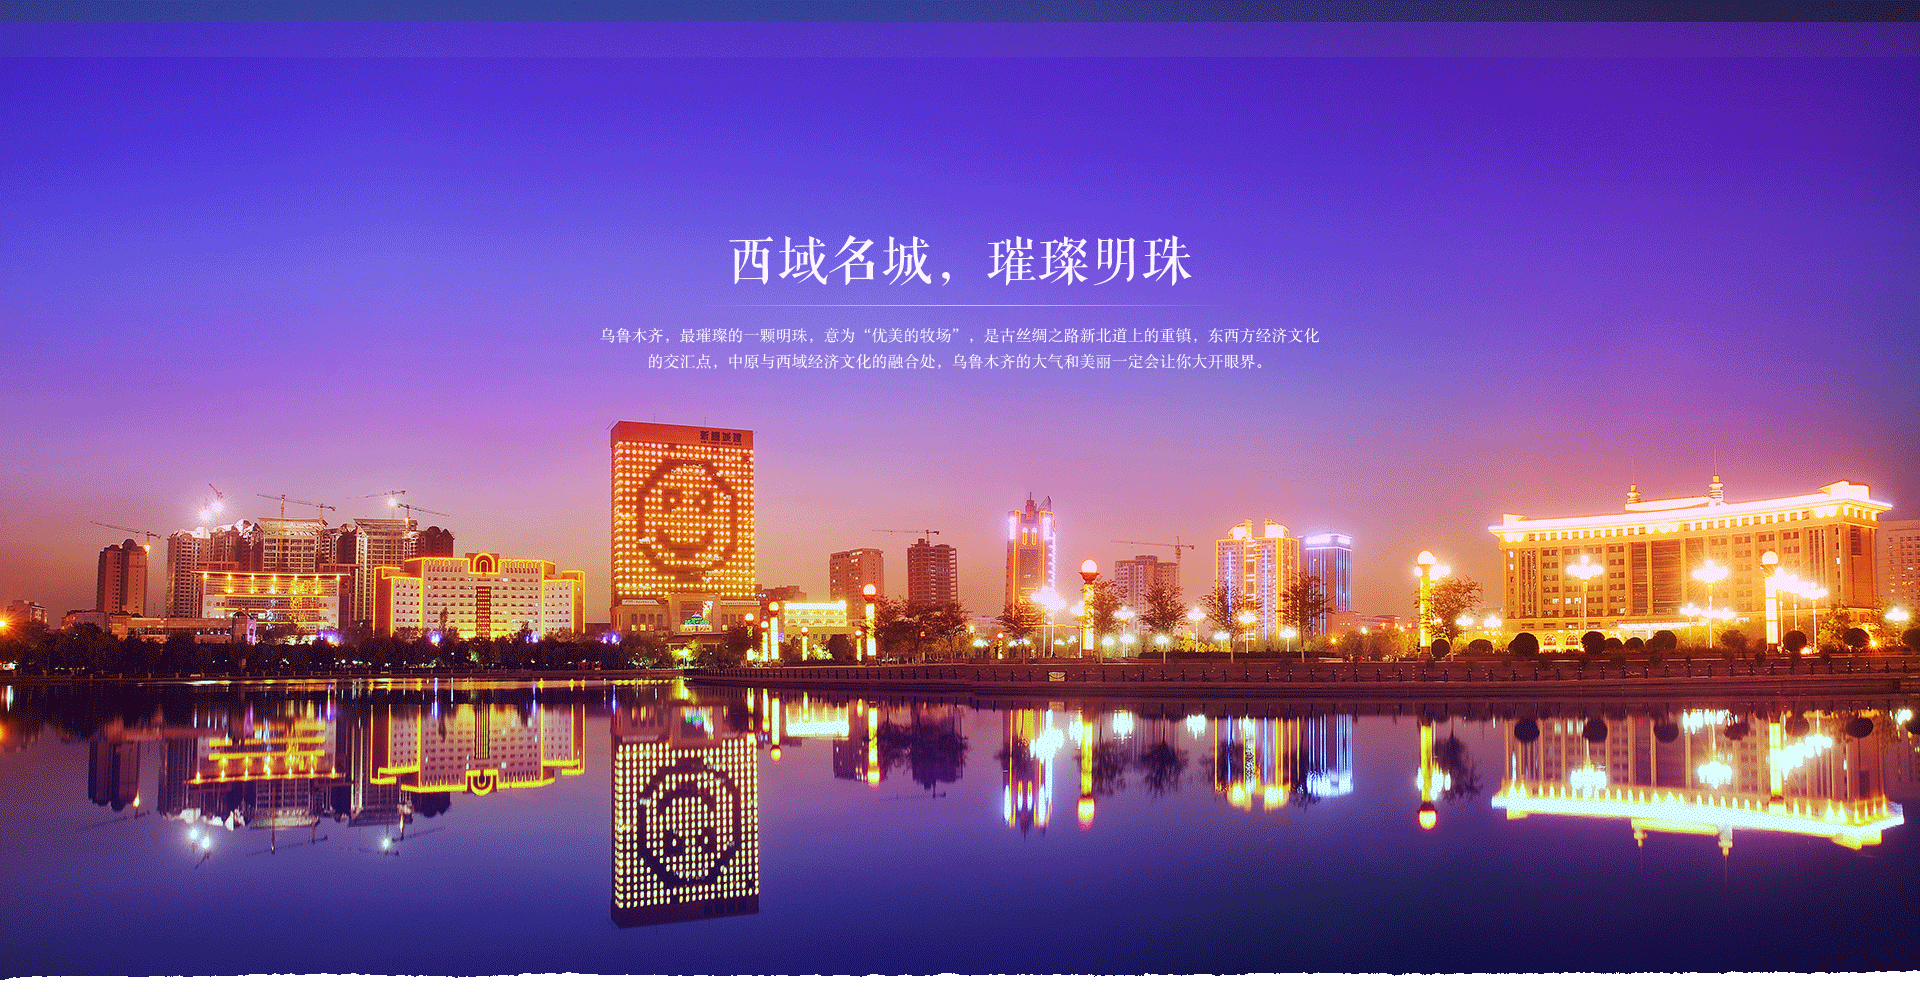 西域名城，璀璨明珠
乌鲁木齐，最璀璨的一颗明珠，意为“优美的牧场”，是古丝绸之路新北道上的重镇，东西方经济文化
的交汇点，中原与西域经济文化的融合处，乌鲁木齐的大气和美丽一定会让你大开眼界。
新疆城建